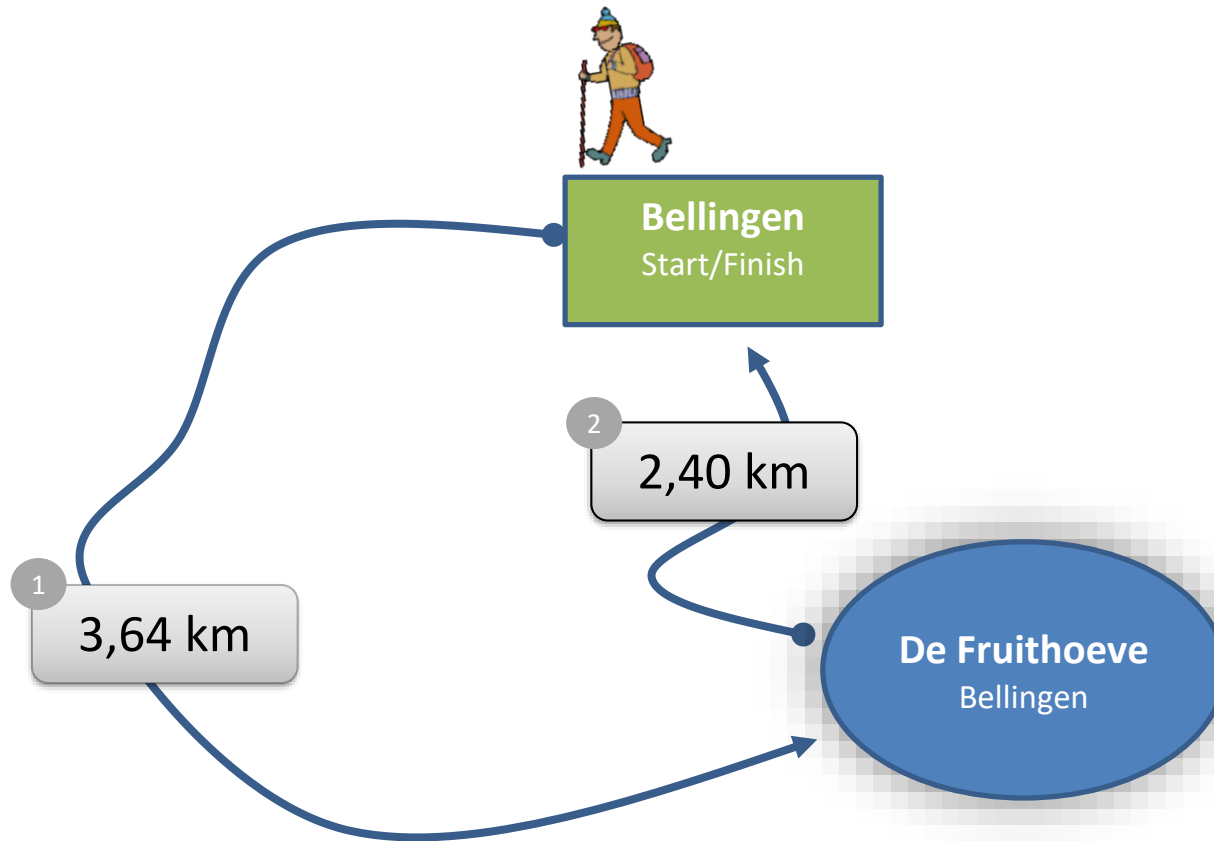 Bellingen
Start/Finish
2
2,40 km
1
3,64 km
De Fruithoeve
Bellingen